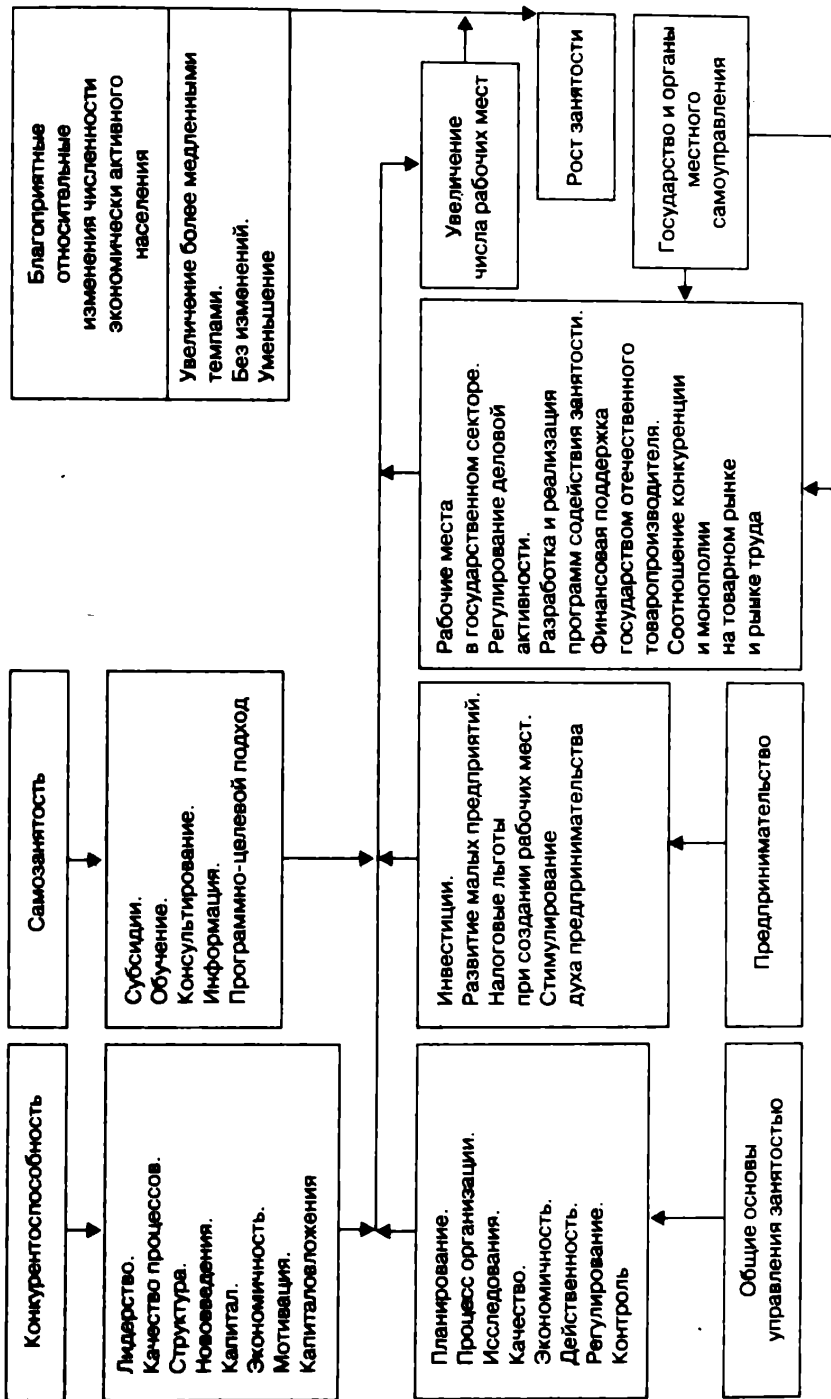 Конкурентоспособность
Лидерство.
Качество процессов.
Структура.
Нововведения.
Капитал.
Экономичность.
Мотивация.
Капиталовложения
Самозанятость
Субсидии.
Обучение.
Консультирование.
Информация.
Программно-целевой подход
Благоприятные
относительные
изменения численности
экономически активного
населения
Увеличение более медленными
темпами.
Без изменений.
Уменьшение
Увеличение
числа рабочих мест
Рост занятости
Планирование.
Процесс организации.
Исследования.
Качество.
Экономичность.
Действенность.
Регулирование.
Контроль
Общие основы
управления занятостью
Инвестиции.
Развитие малых предприятий.
Налоговые льготы
при создании рабочих мест.
Стимулирование
духа предпринимательства
Предпринимательство
Рабочие места
в государственном секторе.
Регулирование деловой
активности.
Разработка и реализация
программ содействия занятости.
Финансовая поддержка
государством отечественного
товаропроизводителя.
Соотношение конкуренции
и монополии
на товарном рынке
и рынке труда
Государство и органы
местного
самоуправления